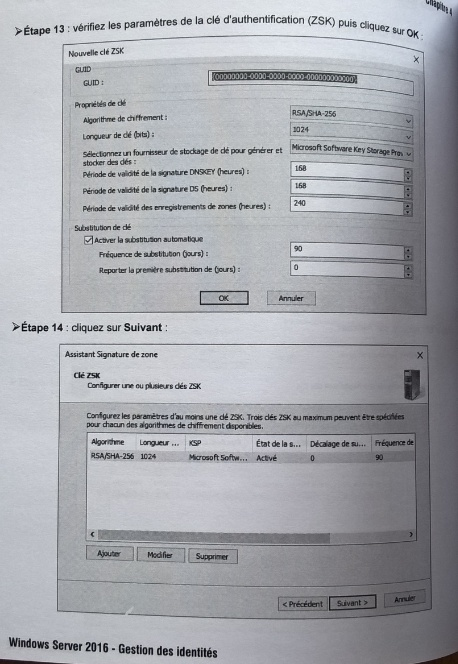 Chapitre 4
➢Étape 13 : vérifiez les paramètres de la clé d'authentification (ZSK) puis cliquez sur OK :
Nouvelle clé ZSK
X
GUID
GUID :
{00000000-0000-0000-0000-000000000000}
Propriétés de clé
Algorithme de chiffrement :
RSA/SHA-256
Longueur de clé (bits) :
1024
Sélectionnez un fournisseur de stockage de clé pour générer et
stocker des clés :
Microsoft Software Key Storage Prov
Période de validité de la signature DNSKEY (heures) :
168
Période de validité de la signature DS (heures) :
168
Période de validité des enregistrements de zones (heures) :
240
Substitution de clé
Activer la substitution automatique
Fréquence de substitution (jours) :
90
Reporter la première substitution de (jours) :
0
OK
Annuler
➢Étape 14 : cliquez sur Suivant :
Assistant Signature de zone
X
Clé ZSK
Configurer une ou plusieurs clés ZSK
Configurez les paramètres d'au moins une clé ZSK. Trois clés ZSK au maximum peuvent être spécifiées
pour chacun des algorithmes de chiffrement disponibles.
Algorithme Longueur ... KSP État de la s... Décalage de su... Fréquence de
RSA/SHA-256 1024 Microsoft Softw... Activé 0 90
< >
Ajouter Modifier Supprimer
< Précédent Suivant > Annuler
Windows Server 2016 - Gestion des identités